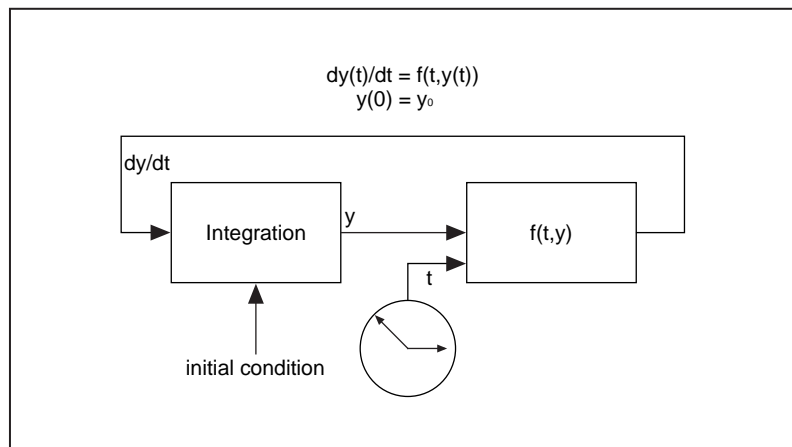 dy(t)/dt = f(t,y(t))
y(0) = y₀
dy/dt
Integration
y
f(t,y)
t
initial condition